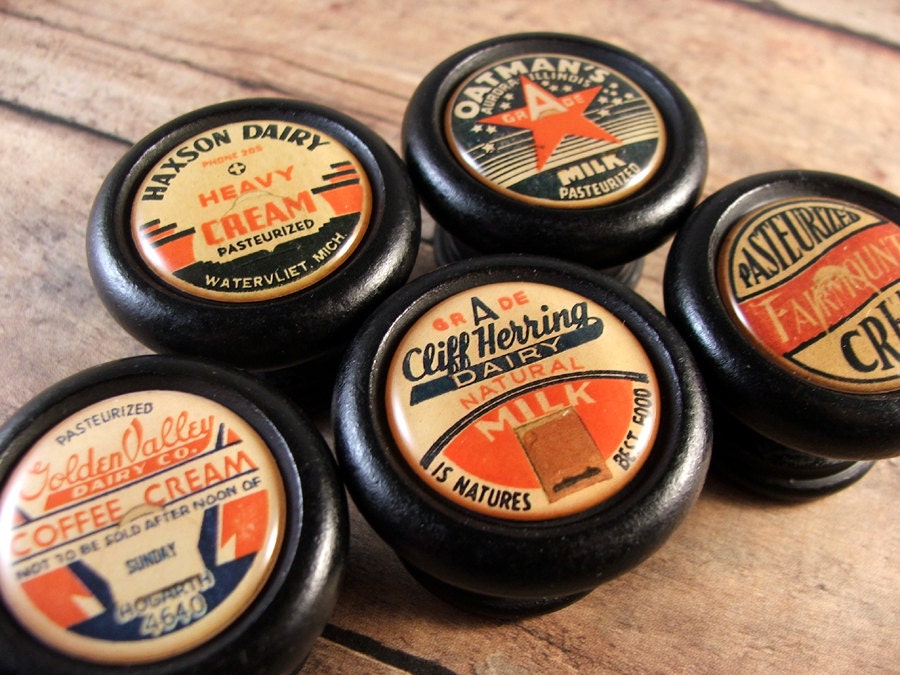 HAXSON DAIRY
PHONE 205
HEAVY
CREAM
PASTEURIZED
WATERVLIET, MICH.
OATMAN'S
AURORA ILLINOIS
GRADE
A
MILK
PASTEURIZED
PASTEURIZED
FAIRMOUNT
GRADE
A
Cliff Herring
DAIRY
NATURAL
MILK
IS NATURES BEST FOOD
PASTEURIZED
Golden Valley
DAIRY CO.
COFFEE CREAM
NOT TO BE SOLD AFTER NOON OF
SUNDAY
HOGARTH
4640